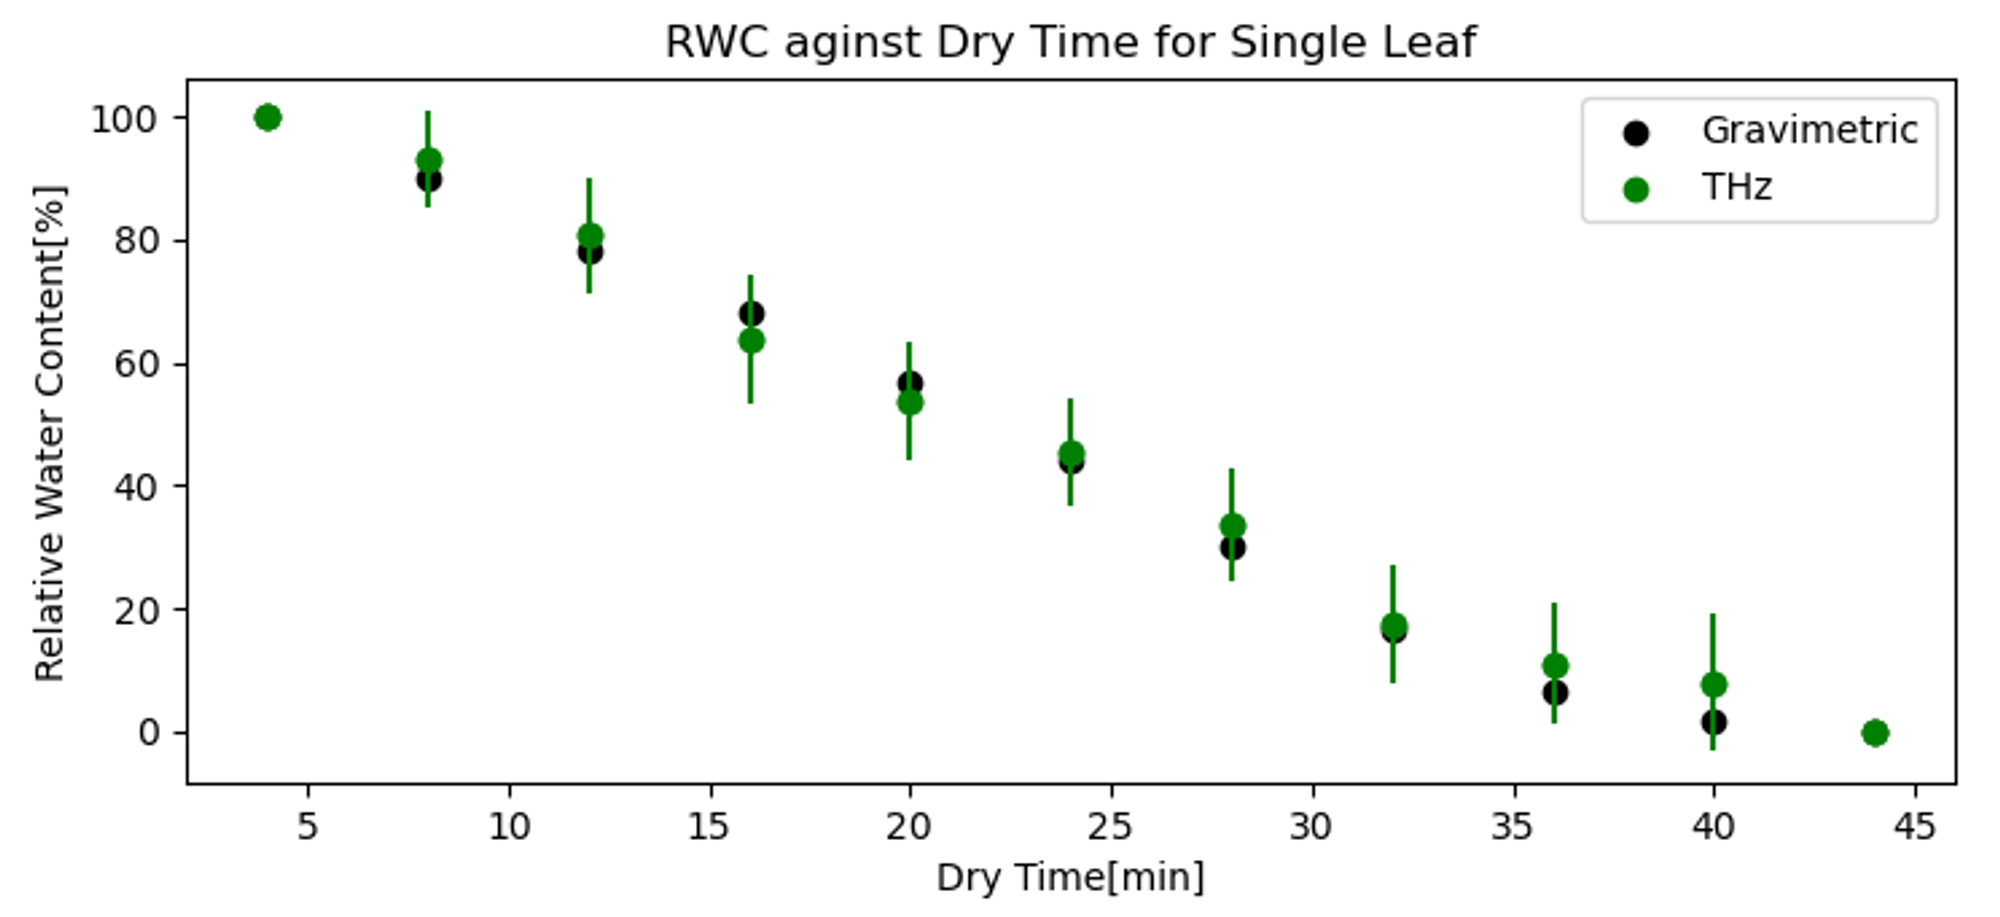 RWC aginst Dry Time for Single Leaf
Gravimetric
THz
Relative Water Content[%]
100
80
60
40
20
0
5 10 15 20 25 30 35 40 45
Dry Time[min]